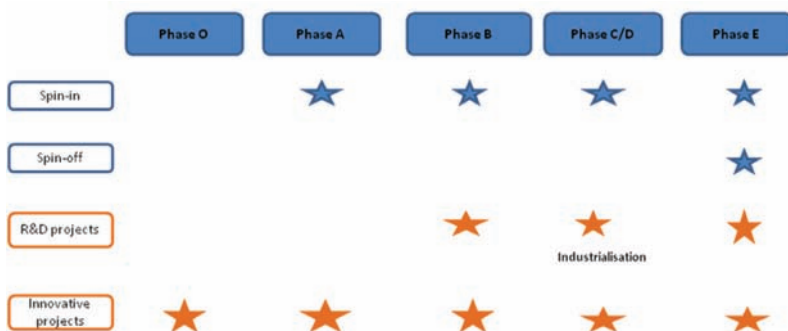 Phase O Phase A Phase B Phase C/D Phase E
Spin-in
Spin-off
R&D projects
Industrialisation
Innovative
projects